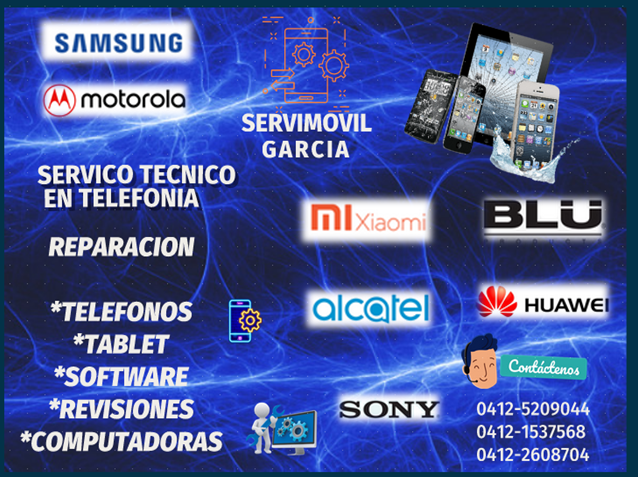 SAMSUNG
motorola
SERVIMOVIL
GARCIA
SERVICO TECNICO
EN TELEFONIA
REPARACION
*TELEFONOS
*TABLET
*SOFTWARE
*REVISIONES
*COMPUTADORAS
mi Xiaomi
BLU
alcatel
HUAWEI
SONY
Contáctenos
0412-5209044
0412-1537568
0412-2608704